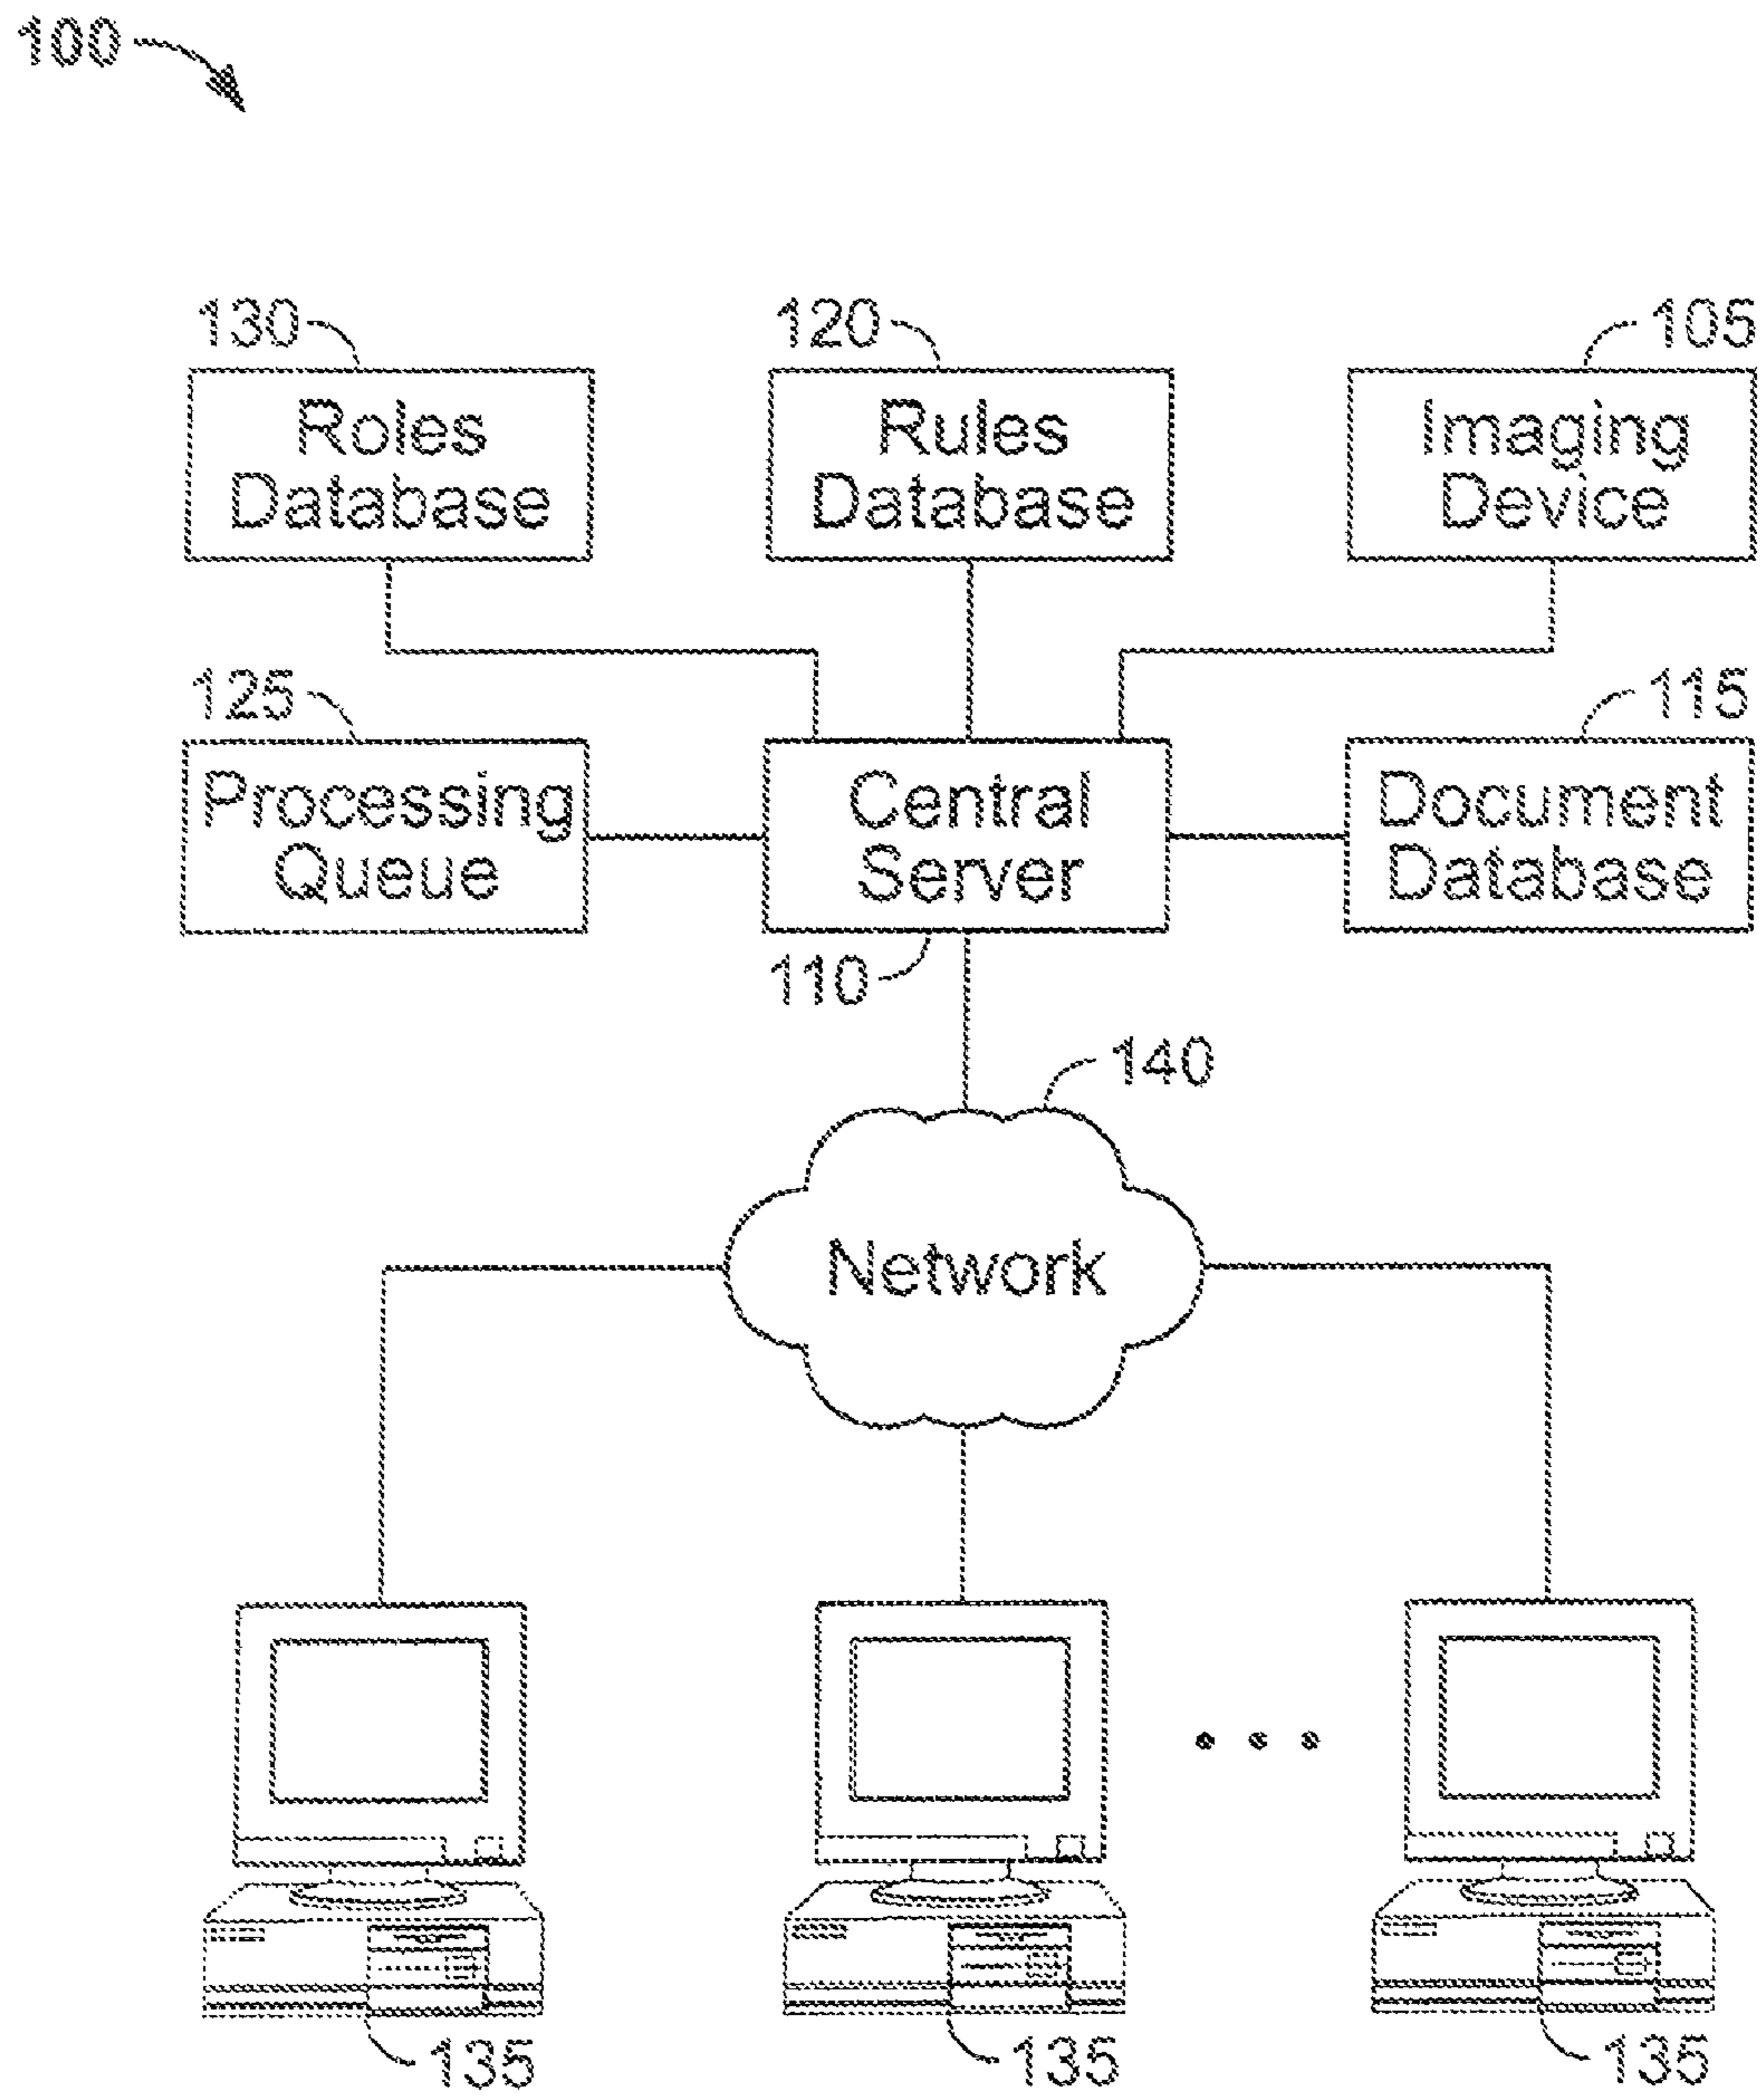 100
130
120
105
Roles
Database
Rules
Database
Imaging
Device
125
115
Processing
Queue
Central
Server
Document
Database
110
140
Network
135
135
135